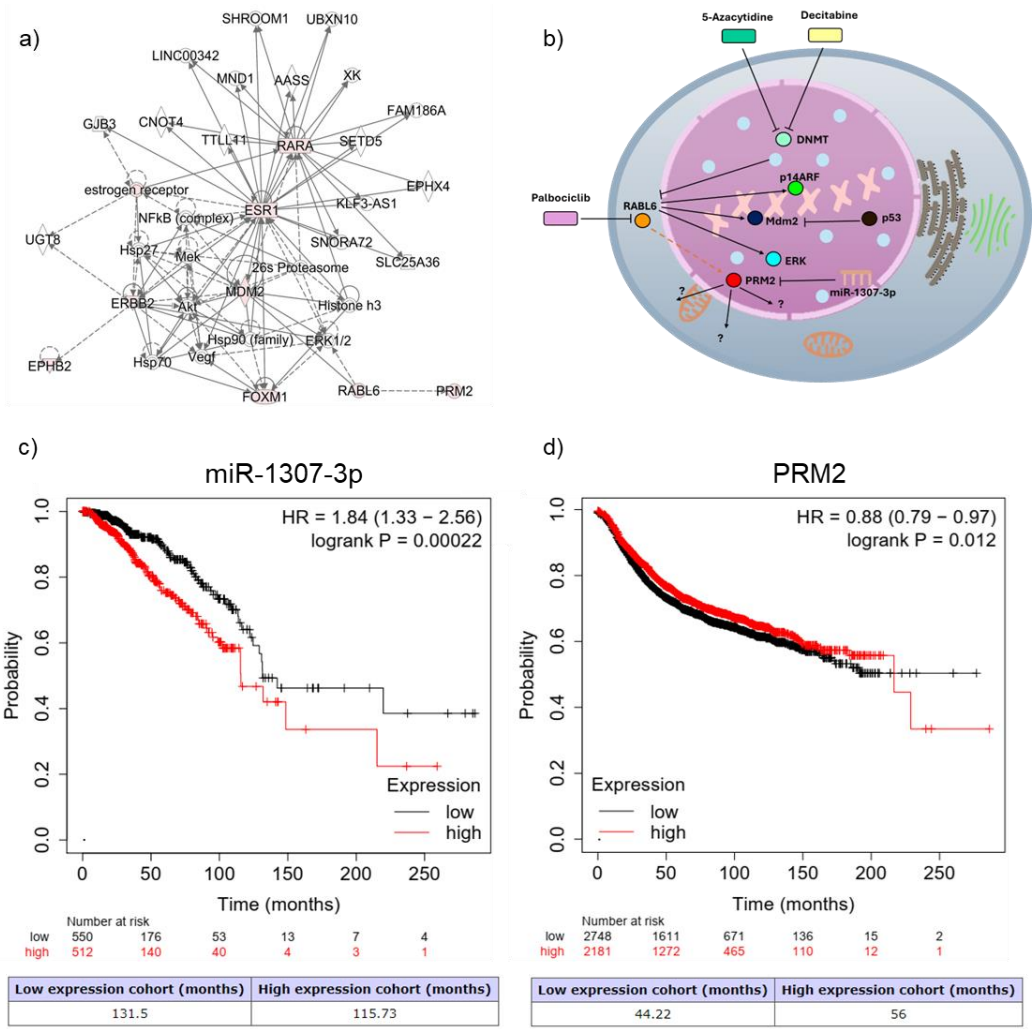 a)
SHROOM1
UBXN10
LINC00342
MND1
AASS
XK
FAM186A
GJB3
CNOT4
TTLL11
RARA
SETD5
estrogen receptor
EPHX4
KLF3-AS1
NFkB (complex)
ESR1
UGT8
Hsp27
Mek
SNORA72
SLC25A36
26s Proteasome
ERBB2
Akt
MDM2
Histone h3
Hsp90 (family)
ERK1/2
EPHB2
Hsp70
Vegf
FOXM1
RABL6
PRM2
b)
5-Azacytidine
Decitabine
DNMT
p14ARF
Palbociclib
RABL6
Mdm2
p53
ERK
PRM2
miR-1307-3p
?
?
?
c)
miR-1307-3p
HR = 1.84 (1.33 − 2.56)
logrank P = 0.00022
Probability
1.0
0.8
0.6
0.4
0.2
0.0
Expression
low
high
0 50 100 150 200 250
Time (months)
Number at risk
low 550 176 53 13 7 4
high 512 140 40 4 3 1
Low expression cohort (months) High expression cohort (months)
131.5 115.73
d)
PRM2
HR = 0.88 (0.79 − 0.97)
logrank P = 0.012
Probability
1.0
0.8
0.6
0.4
0.2
0.0
Expression
low
high
0 50 100 150 200 250
Time (months)
Number at risk
low 2748 1611 671 136 15 2
high 2181 1272 465 110 12 1
Low expression cohort (months) High expression cohort (months)
44.22 56